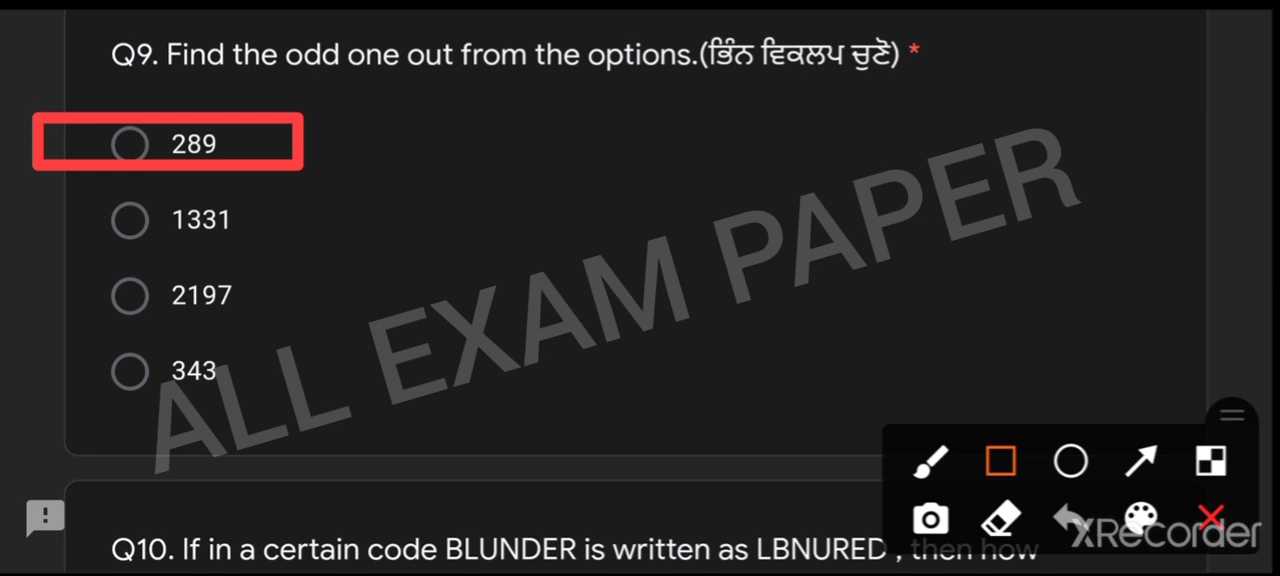 Q9. Find the odd one out from the options.(ਭਿੰਨ ਵਿਕਲਪ ਚੁਣੋ) *
289
1331
2197
343
ALL EXAM PAPER
Q10. If in a certain code BLUNDER is written as LBNURED , then how
XRecorder